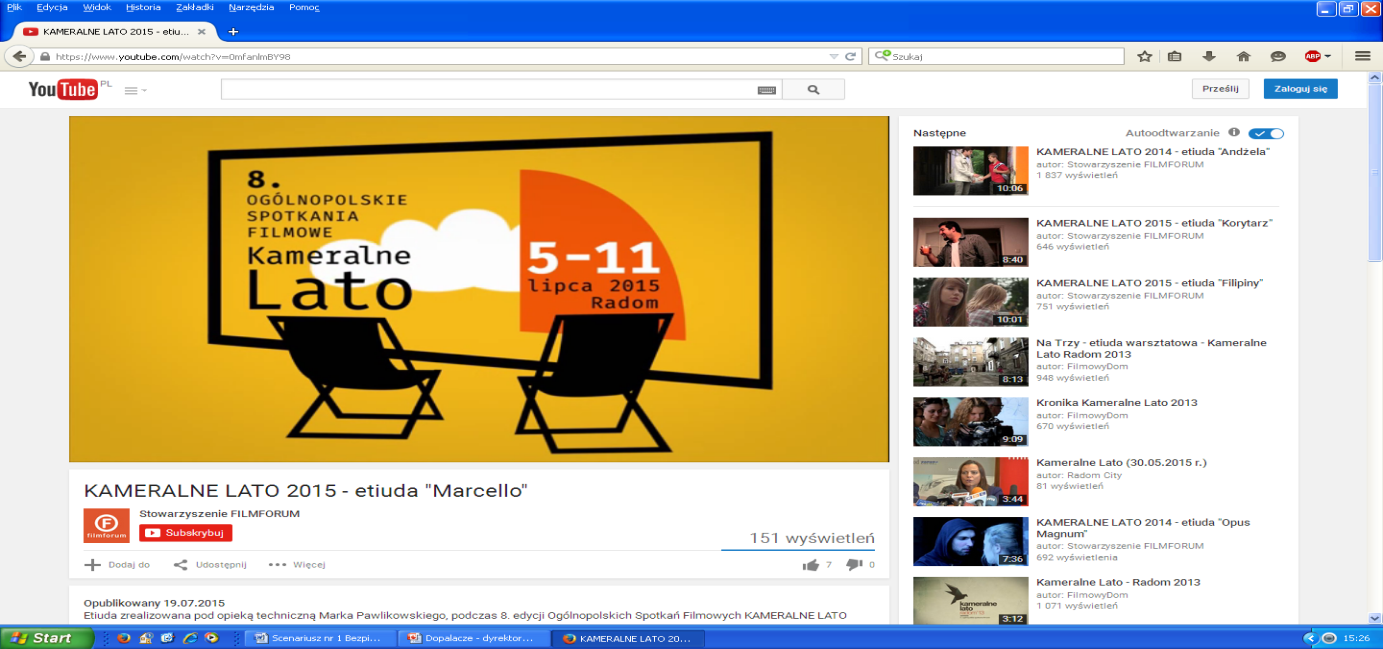 Plik Edycja Widok Historia Zakładki Narzędzia Pomoc
KAMERALNE LATO 2015 - etiu...
https://www.youtube.com/watch?v=0mfanlmBY98
Szukaj
ABP
YouTube PL
Prześlij
Zaloguj się
8.
OGÓLNOPOLSKIE
SPOTKANIA
FILMOWE
Kameralne
Lato
5-11
lipca 2015
Radom
KAMERALNE LATO 2015 - etiuda "Marcello"
filmforum
Stowarzyszenie FILMFORUM
Subskrybuj
151 wyświetleń
Dodaj do
Udostępnij
Więcej
7
0
Opublikowany 19.07.2015
Etiuda zrealizowana pod opieką techniczną Marka Pawlikowskiego, podczas 8. edycji Ogólnopolskich Spotkań Filmowych KAMERALNE LATO
Następne
Autoodtwarzanie
KAMERALNE LATO 2014 - etiuda "Andżela"
autor: Stowarzyszenie FILMFORUM
1 837 wyświetleń
10:06
KAMERALNE LATO 2015 - etiuda "Korytarz"
autor: Stowarzyszenie FILMFORUM
646 wyświetleń
8:40
KAMERALNE LATO 2015 - etiuda "Filipiny"
autor: Stowarzyszenie FILMFORUM
751 wyświetleń
10:01
Na Trzy - etiuda warsztatowa - Kameralne
Lato Radom 2013
autor: FilmowyDom
948 wyświetleń
8:13
Kronika Kameralne Lato 2013
autor: FilmowyDom
670 wyświetleń
9:09
Kameralne Lato (30.05.2015 r.)
autor: Radom City
81 wyświetleń
3:44
KAMERALNE LATO 2014 - etiuda "Opus
Magnum"
autor: Stowarzyszenie FILMFORUM
692 wyświetlenia
7:36
Kameralne Lato - Radom 2013
autor: FilmowyDom
1 071 wyświetleń
kameralne
lato
3:12
Start
Scenariusz nr 1 Bezpi...
Dopalacze - dyrektor...
KAMERALNE LATO 20...
15:26